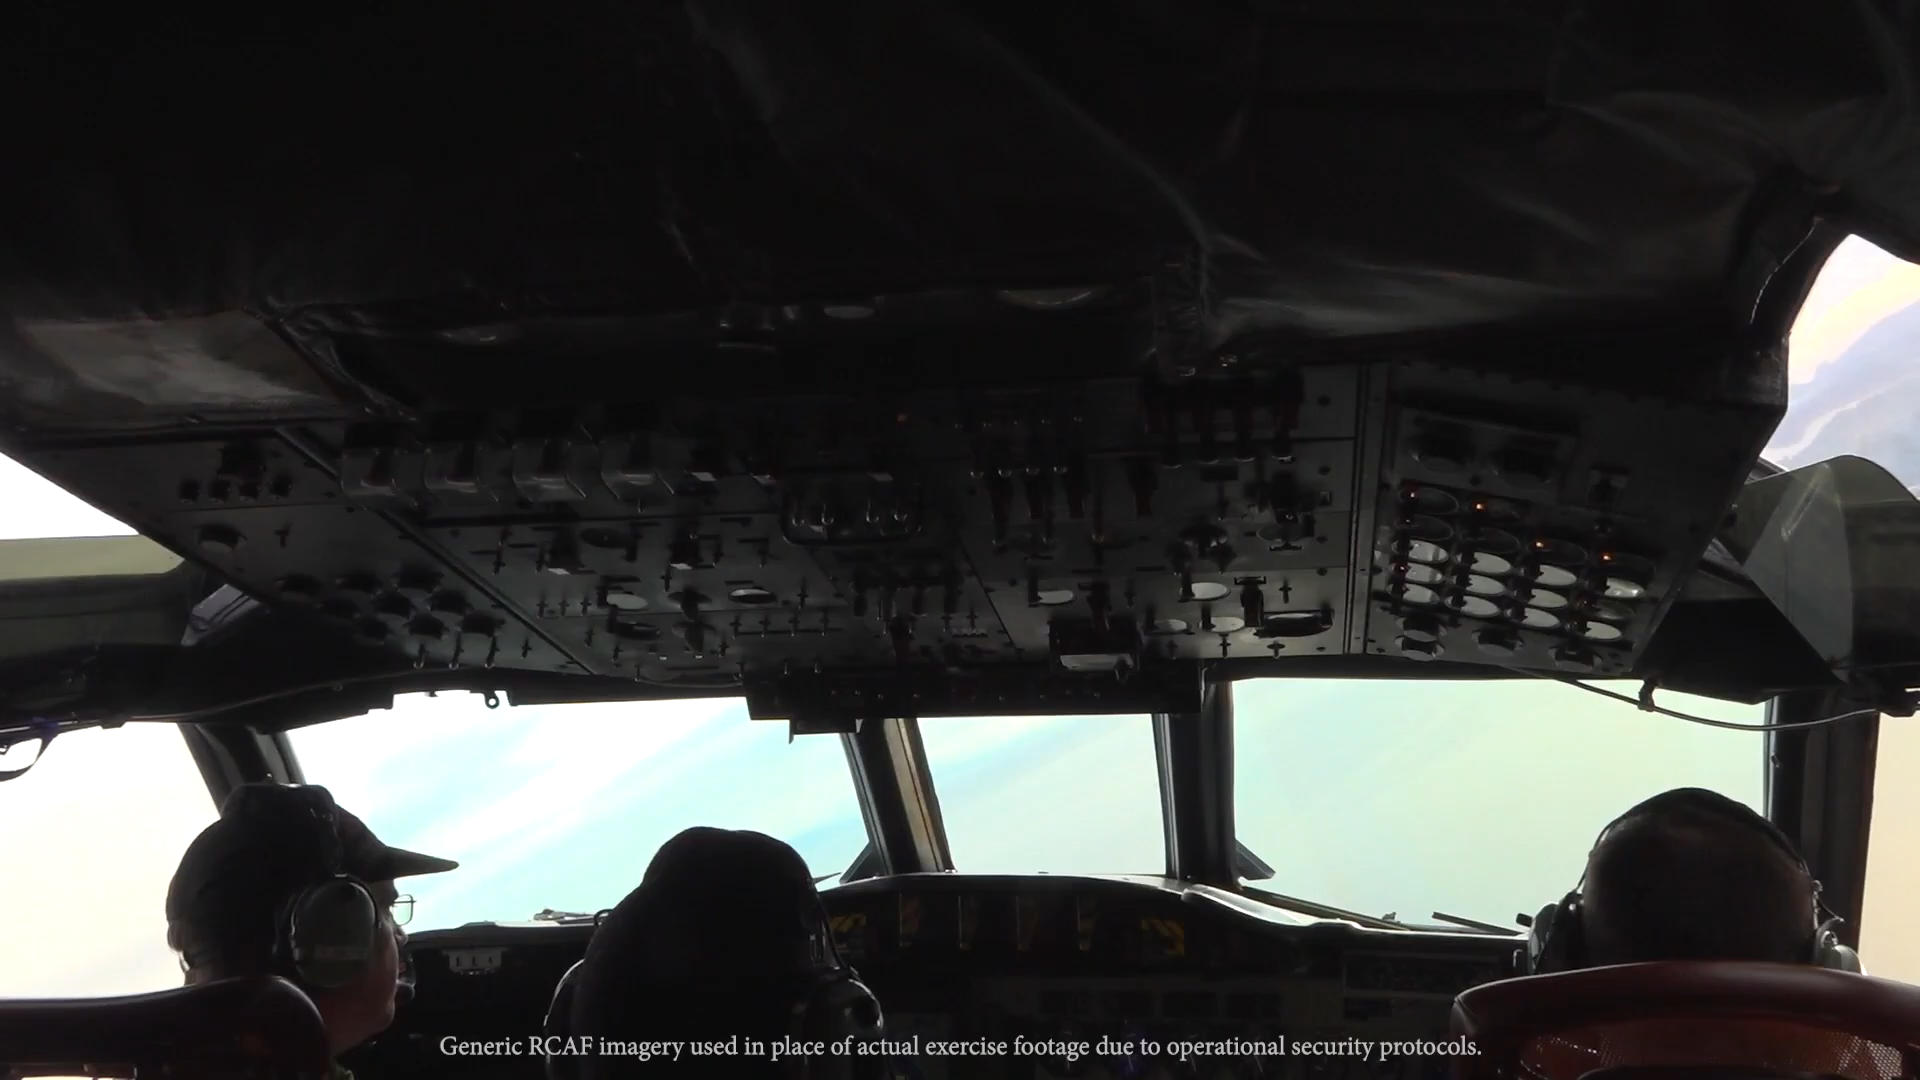 Generic RCAF imagery used in place of actual exercise footage due to operational security protocols.